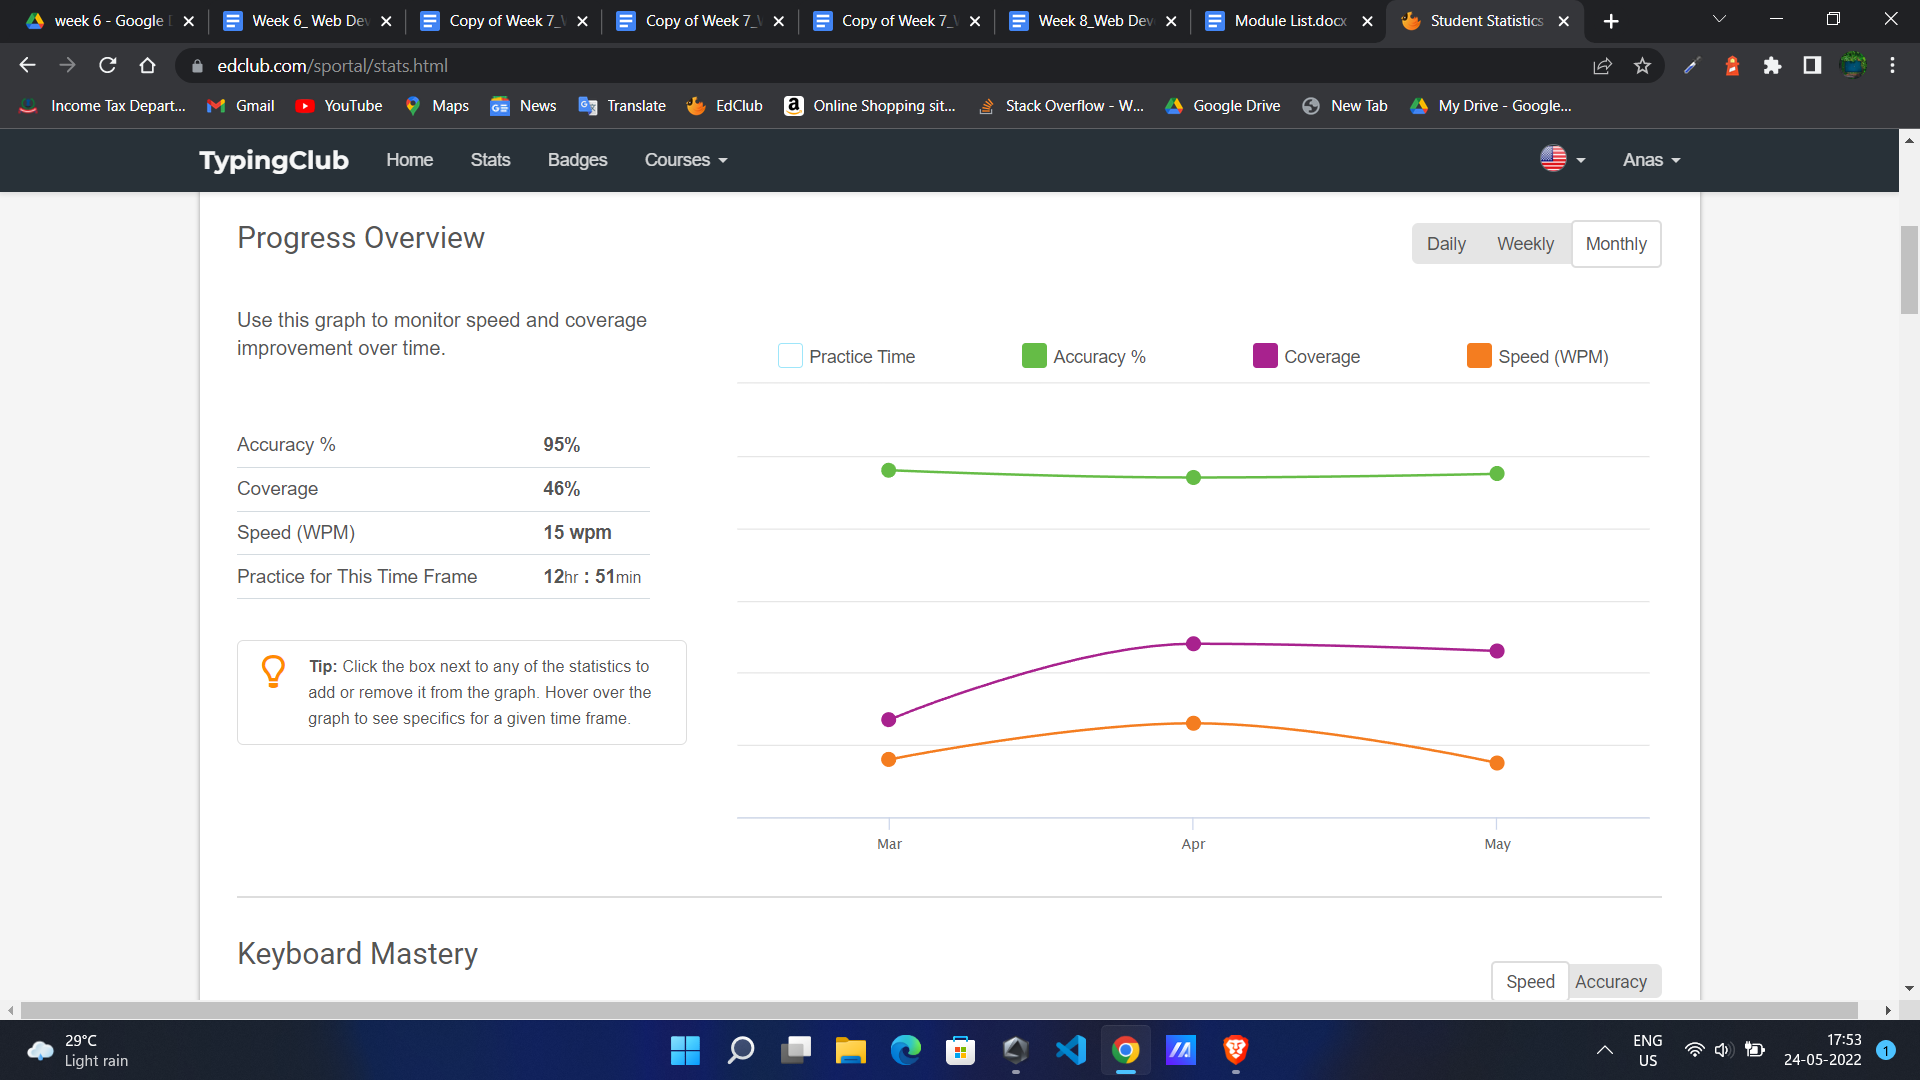 week 6 - Google D
Week 6_ Web Dev
Copy of Week 7_
Copy of Week 7_
Copy of Week 7_
Week 8_Web Dev
Module List.docx
Student Statistics
edclub.com/sportal/stats.html
Income Tax Depart...
Gmail
YouTube
Maps
News
Translate
EdClub
Online Shopping sit...
Stack Overflow - W...
Google Drive
New Tab
My Drive - Google...
TypingClub
Home
Stats
Badges
Courses
Anas
Progress Overview
Daily
Weekly
Monthly
Use this graph to monitor speed and coverage
improvement over time.
Practice Time
Accuracy %
Coverage
Speed (WPM)
Accuracy % 95%
Coverage 46%
Speed (WPM) 15 wpm
Practice for This Time Frame 12hr : 51min
Tip: Click the box next to any of the statistics to
add or remove it from the graph. Hover over the
graph to see specifics for a given time frame.
Mar
Apr
May
Keyboard Mastery
Speed
Accuracy
29°C
Light rain
ENG
US
17:53
24-05-2022
1